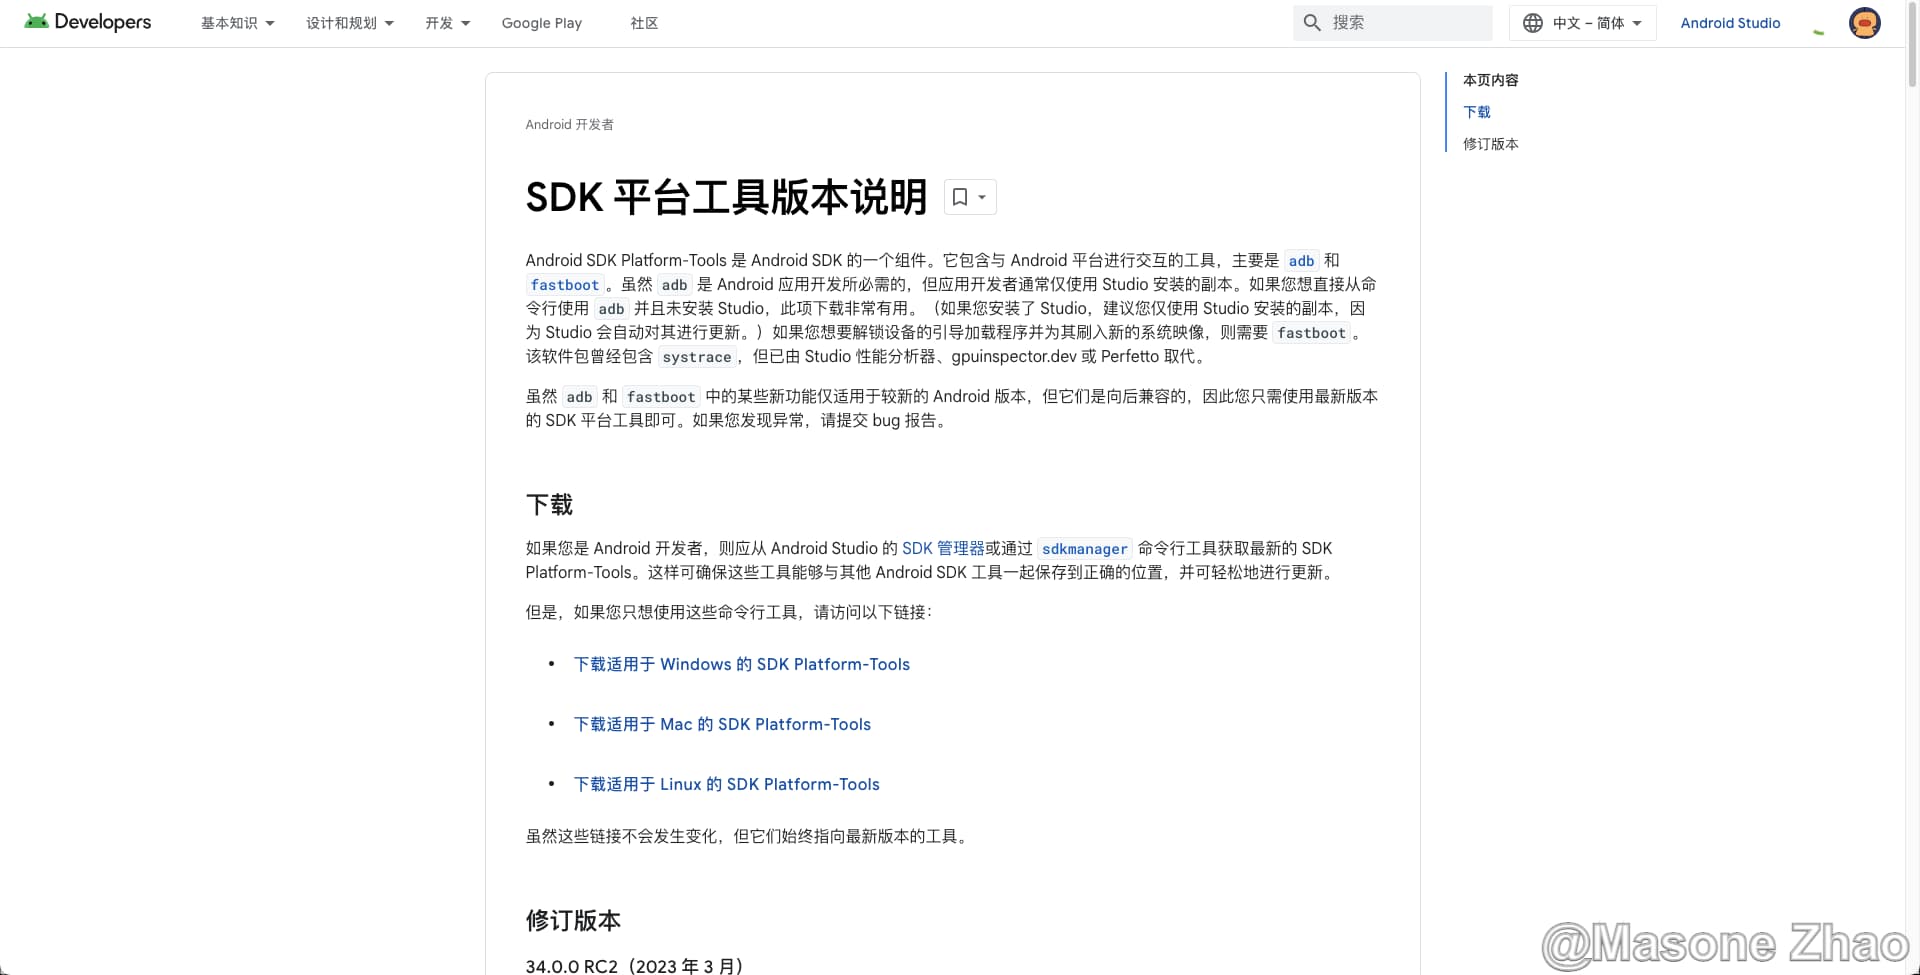 Developers
基本知识
设计和规划
开发
Google Play
社区
搜索
中文 – 简体
Android Studio
Android 开发者
SDK 平台工具版本说明
Android SDK Platform-Tools 是 Android SDK 的一个组件。它包含与 Android 平台进行交互的工具，主要是 adb 和
fastboot 。虽然 adb 是 Android 应用开发所必需的，但应用开发者通常仅使用 Studio 安装的副本。如果您想直接从命
令行使用 adb 并且未安装 Studio，此项下载非常有用。（如果您安装了 Studio，建议您仅使用 Studio 安装的副本，因
为 Studio 会自动对其进行更新。）如果您想要解锁设备的引导加载程序并为其刷入新的系统映像，则需要 fastboot 。
该软件包曾经包含 systrace，但已由 Studio 性能分析器、gpuinspector.dev 或 Perfetto 取代。
虽然 adb 和 fastboot 中的某些新功能仅适用于较新的 Android 版本，但它们是向后兼容的，因此您只需使用最新版本
的 SDK 平台工具即可。如果您发现异常，请提交 bug 报告。
下载
如果您是 Android 开发者，则应从 Android Studio 的 SDK 管理器或通过 sdkmanager 命令行工具获取最新的 SDK
Platform-Tools。这样可确保这些工具能够与其他 Android SDK 工具一起保存到正确的位置，并可轻松地进行更新。
但是，如果您只想使用这些命令行工具，请访问以下链接：
• 下载适用于 Windows 的 SDK Platform-Tools
• 下载适用于 Mac 的 SDK Platform-Tools
• 下载适用于 Linux 的 SDK Platform-Tools
虽然这些链接不会发生变化，但它们始终指向最新版本的工具。
修订版本
34.0.0 RC2（2023 年 3 月）
本页内容
下载
修订版本
@Masone Zhao